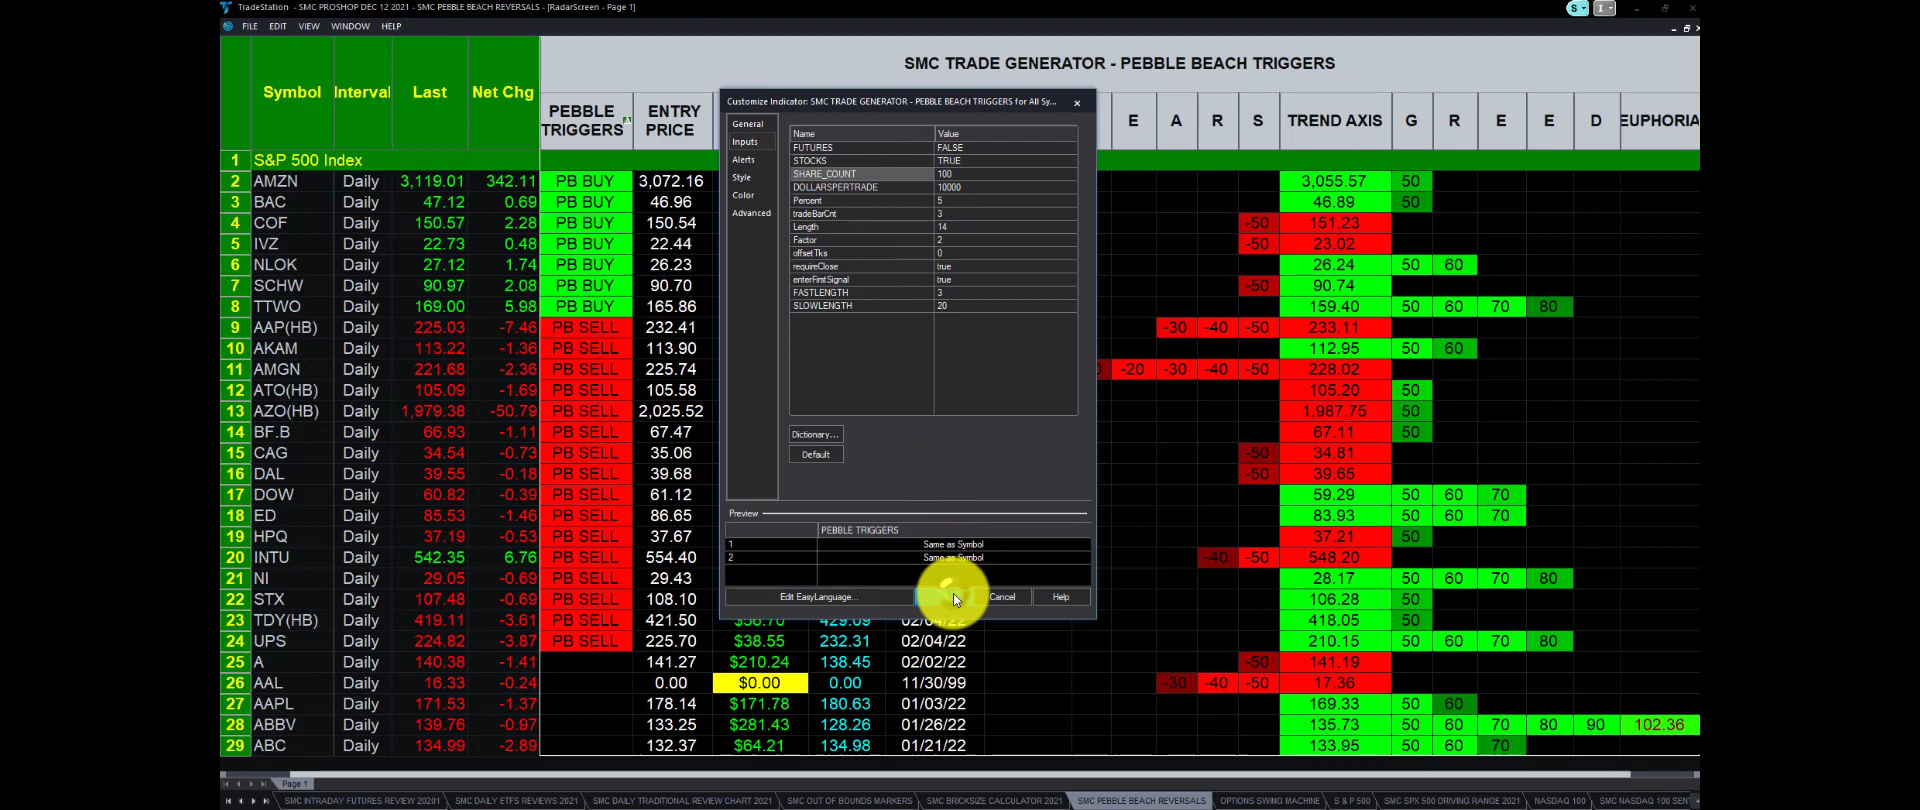 TradeStation - SMC PROSHOP DEC 12 2021 - SMC PEBBLE BEACH REVERSALS - [RadarScreen - Page 1]
S I
FILE EDIT VIEW WINDOW HELP
SMC TRADE GENERATOR - PEBBLE BEACH TRIGGERS
Symbol Interval Last Net Chg PEBBLE TRIGGERS ENTRY PRICE E A R S TREND AXIS G R E E D EUPHORIA
1 S&P 500 Index
2 AMZN Daily 3,119.01 342.11 PB BUY 3,072.16 3,055.57 50
3 BAC Daily 47.12 0.69 PB BUY 46.96 46.89 50
4 COF Daily 150.57 2.28 PB BUY 150.54 -50 151.23
5 IVZ Daily 22.73 0.48 PB BUY 22.44 -50 23.02
6 NLOK Daily 27.12 1.74 PB BUY 26.23 26.24 50 60
7 SCHW Daily 90.97 2.08 PB BUY 90.70 -50 90.74
8 TTWO Daily 169.00 5.98 PB BUY 165.86 159.40 50 60 70 80
9 AAP(HB) Daily 225.03 -7.46 PB SELL 232.41 -30 -40 -50 233.11
10 AKAM Daily 113.22 -1.36 PB SELL 113.90 112.95 50 60
11 AMGN Daily 221.68 -2.36 PB SELL 225.74 -20 -30 -40 -50 228.02
12 ATO(HB) Daily 105.09 -1.69 PB SELL 105.58 105.20 50
13 AZO(HB) Daily 1,979.38 -50.79 PB SELL 2,025.52 1,987.75 50
14 BF.B Daily 66.93 -1.11 PB SELL 67.47 67.11 50
15 CAG Daily 34.54 -0.73 PB SELL 35.06 -50 34.81
16 DAL Daily 39.55 -0.18 PB SELL 39.68 -50 39.65
17 DOW Daily 60.82 -0.39 PB SELL 61.12 59.29 50 60 70
18 ED Daily 85.53 -1.46 PB SELL 86.65 83.93 50 60 70
19 HPQ Daily 37.19 -0.53 PB SELL 37.67 37.21 50
20 INTU Daily 542.35 6.76 PB SELL 554.40 -40 -50 548.20
21 NI Daily 29.05 -0.69 PB SELL 29.43 28.17 50 60 70 80
22 STX Daily 107.48 -0.69 PB SELL 108.10 106.28 50
23 TDY(HB) Daily 419.11 -3.61 PB SELL 421.50 $56.70 429.09 02/04/22 418.05 50
24 UPS Daily 224.82 -3.87 PB SELL 225.70 $38.55 232.31 02/04/22 210.15 50 60 70 80
25 A Daily 140.38 -1.41 141.27 $210.24 138.45 02/02/22 -50 141.19
26 AAL Daily 16.33 -0.24 0.00 $0.00 0.00 11/30/99 -30 -40 -50 17.36
27 AAPL Daily 171.53 -1.37 178.14 $171.78 180.63 01/03/22 169.33 50 60
28 ABBV Daily 139.76 -0.97 133.25 $281.43 128.26 01/26/22 135.73 50 60 70 80 90 102.36
29 ABC Daily 134.99 -2.89 132.37 $64.21 134.98 01/21/22 133.95 50 60 70
Customize Indicator: SMC TRADE GENERATOR - PEBBLE BEACH TRIGGERS for All Sy...
General
Inputs
Alerts
Style
Color
Advanced
Name Value
FUTURES FALSE
STOCKS TRUE
SHARE_COUNT 100
DOLLARSPERTRADE 10000
Percent 5
tradeBarCnt 3
Length 14
Factor 2
offsetTks 0
requireClose true
enterFirstSignal true
FASTLENGTH 3
SLOWLENGTH 20
Dictionary...
Default
Preview
PEBBLE TRIGGERS
1 Same as Symbol
2 Same as Symbol
Edit EasyLanguage... Cancel Help
Page 1
SMC INTRADAY FUTURES REVIEW 20201 SMC DAILY ETFS REVIEWS 2021 SMC DAILY TRADITIONAL REVIEW CHART 2021 SMC OUT OF BOUNDS MARKERS SMC BRICKSIZE CALCULATOR 2021 SMC PEBBLE BEACH REVERSALS OPTIONS SWING MACHINE S & P 500 SMC SPX 500 DRIVING RANGE 2021 NASDAQ 100 SMC NASDAQ 100 SENT